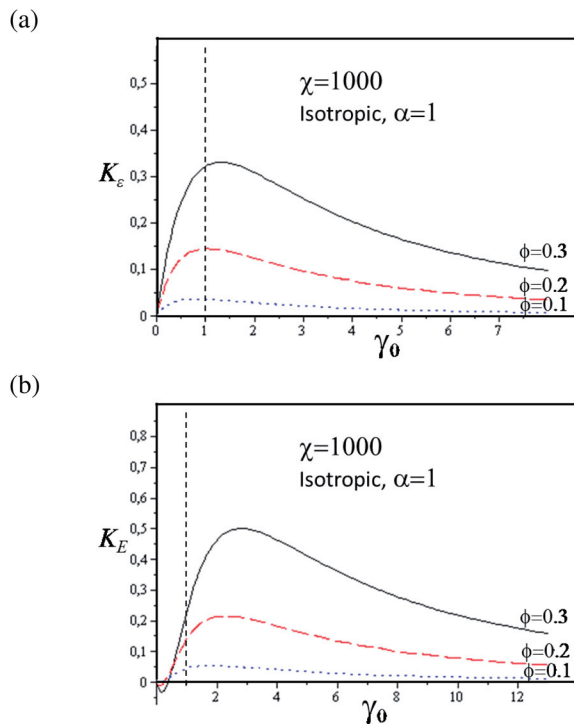 (a)
0,5
0,4
0,3
0,2
0,1
0
Kε
χ=1000
Isotropic, α=1
ϕ=0.3
ϕ=0.2
ϕ=0.1
0 1 2 3 4 5 6 7
γ0
(b)
0,8
0,7
0,6
0,5
0,4
0,3
0,2
0,1
0
KE
χ=1000
Isotropic, α=1
ϕ=0.3
ϕ=0.2
ϕ=0.1
0 2 4 6 8 10 12
γ0